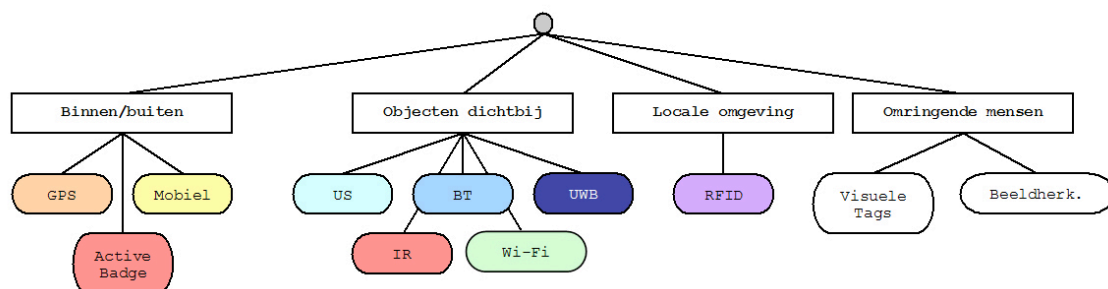 Binnen/buiten
Objecten dichtbij
Locale omgeving
Omringende mensen
GPS
Mobiel
US
BT
UWB
RFID
Visuele
Tags
Beeldherk.
Active
Badge
IR
Wi-Fi